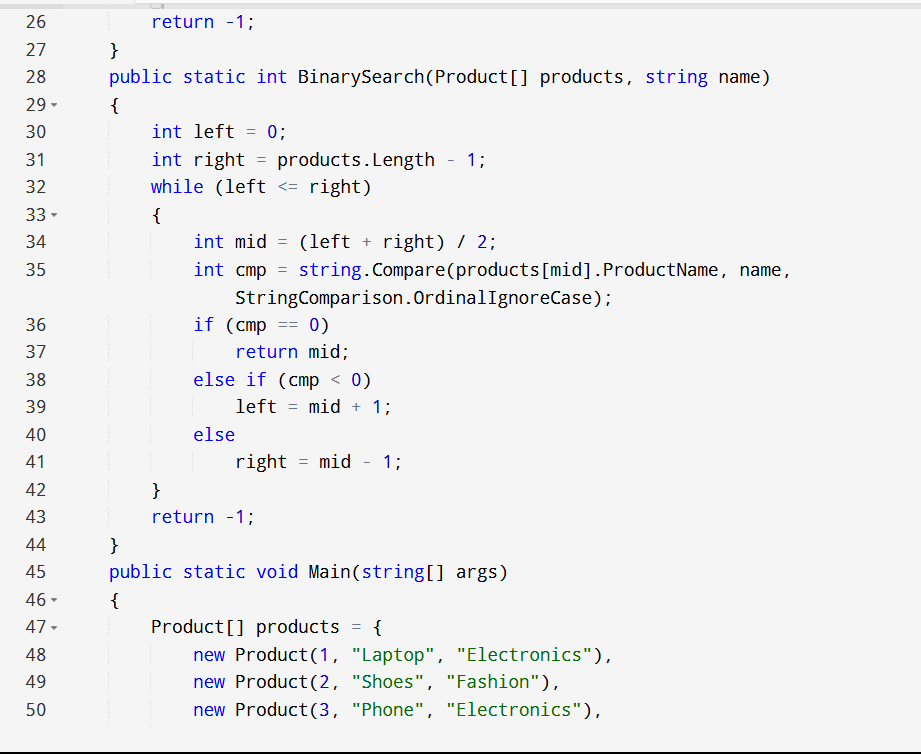 26 return -1;
27 }
28 public static int BinarySearch(Product[] products, string name)
29 {
30 int left = 0;
31 int right = products.Length - 1;
32 while (left <= right)
33 {
34 int mid = (left + right) / 2;
35 int cmp = string.Compare(products[mid].ProductName, name,
StringComparison.OrdinalIgnoreCase);
36 if (cmp == 0)
37 return mid;
38 else if (cmp < 0)
39 left = mid + 1;
40 else
41 right = mid - 1;
42 }
43 return -1;
44 }
45 public static void Main(string[] args)
46 {
47 Product[] products = {
48 new Product(1, "Laptop", "Electronics"),
49 new Product(2, "Shoes", "Fashion"),
50 new Product(3, "Phone", "Electronics"),